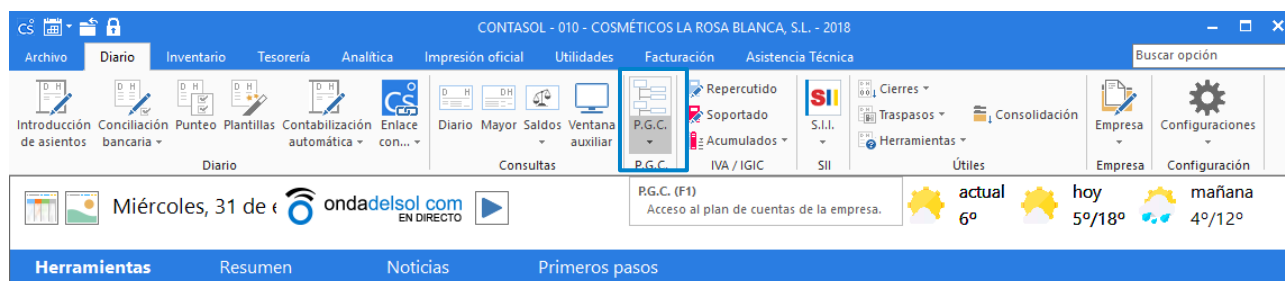 CONTASOL - 010 - COSMÉTICOS LA ROSA BLANCA, S.L. - 2018
Archivo Diario Inventario Tesorería Analítica Impresión oficial Utilidades Facturación Asistencia Técnica Buscar opción
Introducción de asientos
Conciliación bancaria
Punteo
Plantillas
Contabilización automática
Enlace con...
Diario
Diario
Mayor
Saldos
Ventana auxiliar
Consultas
P.G.C.
P.G.C.
Repercutido
Soportado
Acumulados
IVA / IGIC
SII
S.I.I.
SII
Cierres
Traspasos
Herramientas
Consolidación
Útiles
Empresa
Empresa
Configuraciones
Configuración
Miércoles, 31 de
ondadelsol com
EN DIRECTO
P.G.C. (F1)
Acceso al plan de cuentas de la empresa.
actual
6º
hoy
5º/18º
mañana
4º/12º
Herramientas Resumen Noticias Primeros pasos